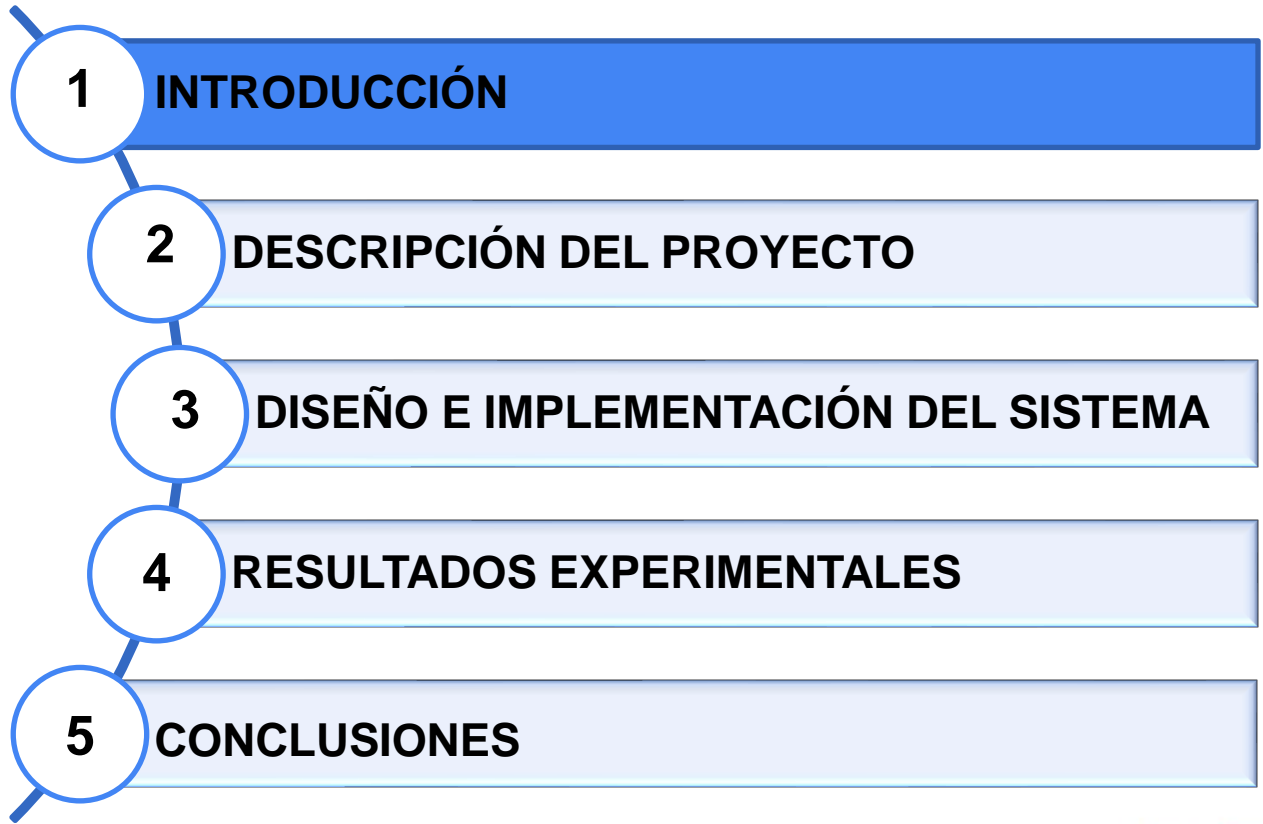 1 INTRODUCCIÓN
2 DESCRIPCIÓN DEL PROYECTO
3 DISEÑO E IMPLEMENTACIÓN DEL SISTEMA
4 RESULTADOS EXPERIMENTALES
5 CONCLUSIONES